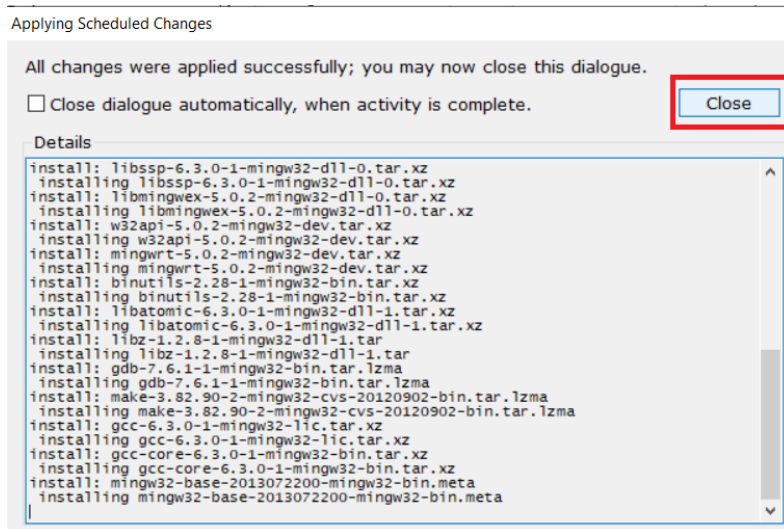 Applying Scheduled Changes
All changes were applied successfully; you may now close this dialogue.
Close dialogue automatically, when activity is complete.
Close
Details
install: libssp-6.3.0-1-mingw32-dll-0.tar.xz
installing libssp-6.3.0-1-mingw32-dll-0.tar.xz
install: libmingwex-5.0.2-mingw32-dll-0.tar.xz
installing libmingwex-5.0.2-mingw32-dll-0.tar.xz
install: w32api-5.0.2-mingw32-dev.tar.xz
installing w32api-5.0.2-mingw32-dev.tar.xz
install: mingwrt-5.0.2-mingw32-dev.tar.xz
installing mingwrt-5.0.2-mingw32-dev.tar.xz
install: binutils-2.28-1-mingw32-bin.tar.xz
installing binutils-2.28-1-mingw32-bin.tar.xz
install: libatomic-6.3.0-1-mingw32-dll-1.tar.xz
installing libatomic-6.3.0-1-mingw32-dll-1.tar.xz
install: libz-1.2.8-1-mingw32-dll-1.tar
installing libz-1.2.8-1-mingw32-dll-1.tar
install: gdb-7.6.1-1-mingw32-bin.tar.lzma
installing gdb-7.6.1-1-mingw32-bin.tar.lzma
install: make-3.82.90-2-mingw32-cvs-20120902-bin.tar.lzma
installing make-3.82.90-2-mingw32-cvs-20120902-bin.tar.lzma
install: gcc-6.3.0-1-mingw32-lic.tar.xz
installing gcc-6.3.0-1-mingw32-lic.tar.xz
install: gcc-core-6.3.0-1-mingw32-bin.tar.xz
installing gcc-core-6.3.0-1-mingw32-bin.tar.xz
install: mingw32-base-2013072200-mingw32-bin.meta
installing mingw32-base-2013072200-mingw32-bin.meta